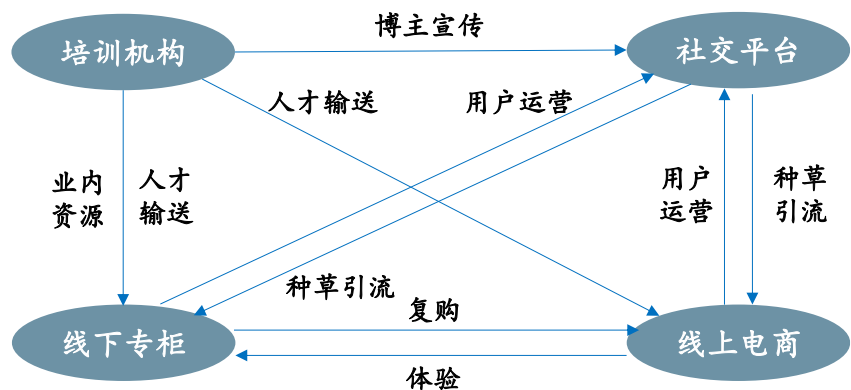 博主宣传
培训机构
社交平台
人才输送
用户运营
业内
资源
人才
输送
用户
运营
种草
引流
种草引流
复购
线下专柜
线上电商
体验